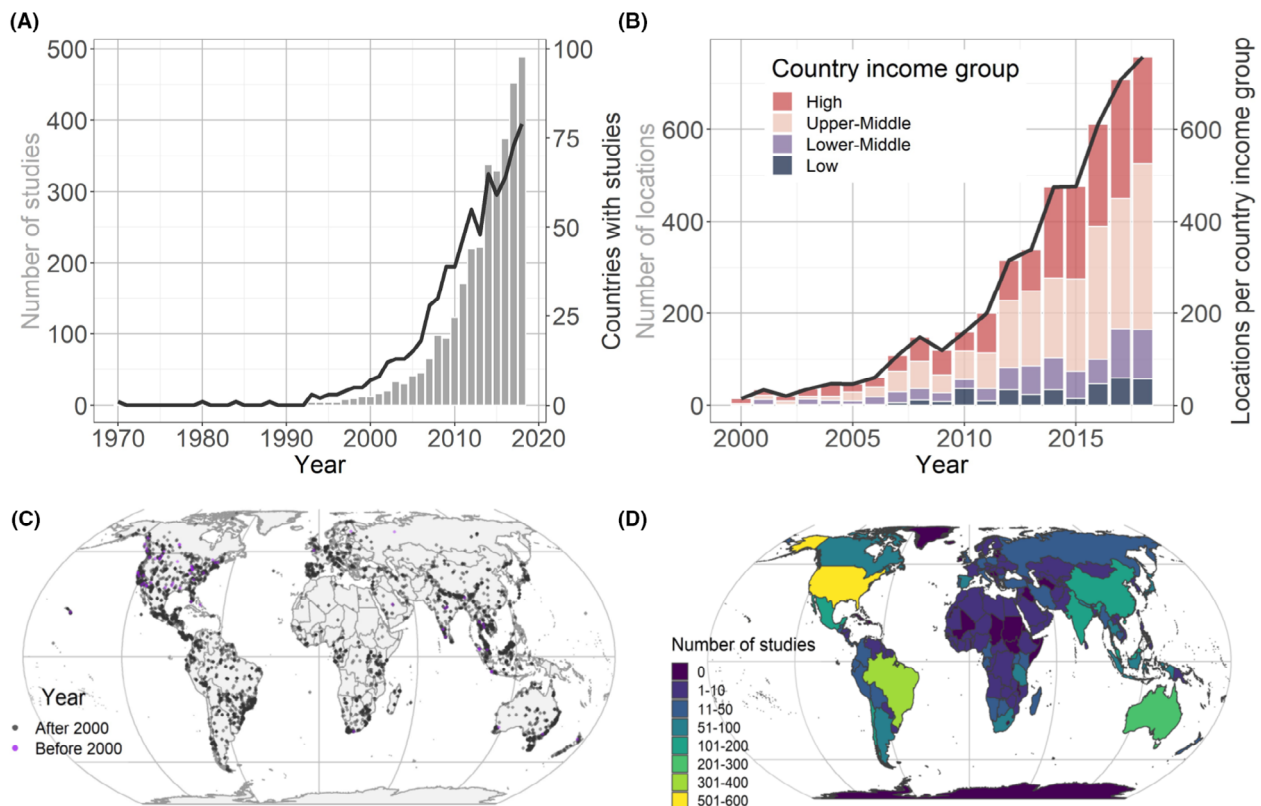 (A)
500
400
300
200
100
0
100
75
50
25
0
Number of studies
Countries with studies
1970 1980 1990 2000 2010 2020
Year
(B)
Country income group
High
Upper-Middle
Lower-Middle
Low
600
400
200
0
600
400
200
0
Number of locations
Locations per country income group
2000 2005 2010 2015
Year
(C)
Year
After 2000
Before 2000
(D)
Number of studies
0
1-10
11-50
51-100
101-200
201-300
301-400
501-600